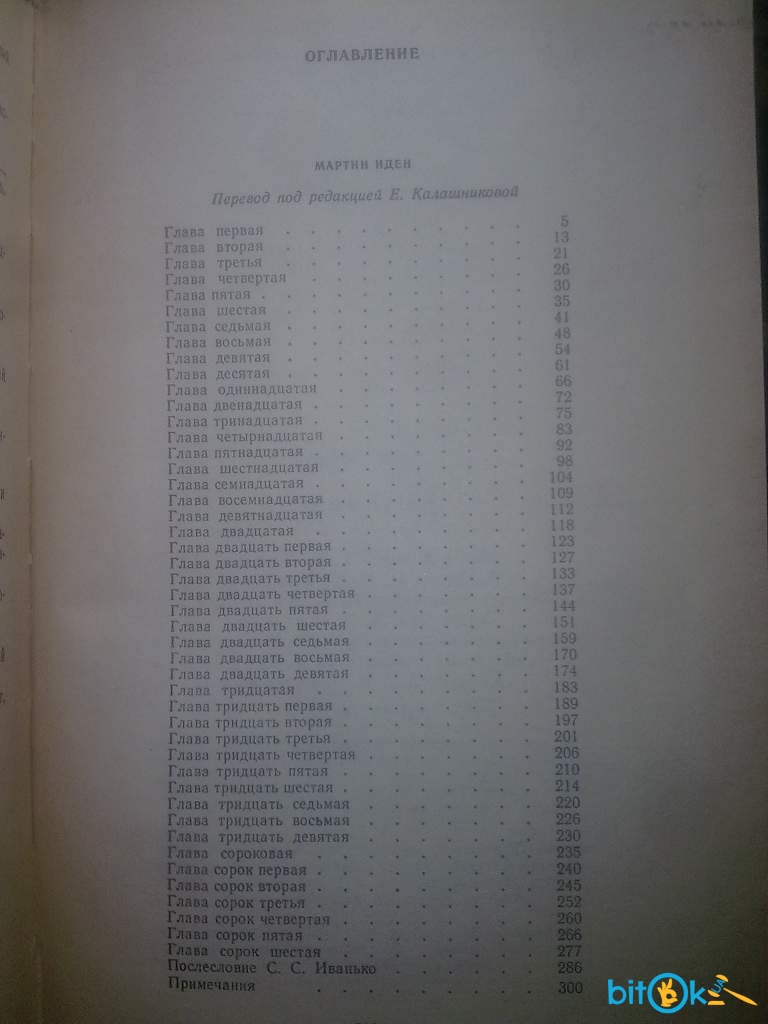 ОГЛАВЛЕНИЕ
МАРТИН ИДЕН
Перевод под редакцией Е. Калашниковой
Глава первая . . . . . . . . . . 5
Глава вторая . . . . . . . . . . 13
Глава третья . . . . . . . . . . 21
Глава четвертая . . . . . . . . . 26
Глава пятая . . . . . . . . . . . 30
Глава шестая . . . . . . . . . . 35
Глава седьмая . . . . . . . . . . 41
Глава восьмая . . . . . . . . . . 48
Глава девятая . . . . . . . . . . 54
Глава десятая . . . . . . . . . . 61
Глава одиннадцатая . . . . . . . . 66
Глава двенадцатая . . . . . . . . . 72
Глава тринадцатая . . . . . . . . . 75
Глава четырнадцатая . . . . . . . . 83
Глава пятнадцатая . . . . . . . . . 92
Глава шестнадцатая . . . . . . . . 98
Глава семнадцатая . . . . . . . . . 104
Глава восемнадцатая . . . . . . . . 109
Глава девятнадцатая . . . . . . . . 112
Глава двадцатая . . . . . . . . . 118
Глава двадцать первая . . . . . . . . 123
Глава двадцать вторая . . . . . . . . 127
Глава двадцать третья . . . . . . . . 133
Глава двадцать четвертая . . . . . . . 137
Глава двадцать пятая . . . . . . . . 144
Глава двадцать шестая . . . . . . . 151
Глава двадцать седьмая . . . . . . . 159
Глава двадцать восьмая . . . . . . . 170
Глава двадцать девятая . . . . . . . 174
Глава тридцатая . . . . . . . . . 183
Глава тридцать первая . . . . . . . . 189
Глава тридцать вторая . . . . . . . . 197
Глава тридцать третья . . . . . . . . 201
Глава тридцать четвертая . . . . . . . 206
Глава тридцать пятая . . . . . . . . 210
Глава тридцать шестая . . . . . . . . 214
Глава тридцать седьмая . . . . . . . 220
Глава тридцать восьмая . . . . . . . 226
Глава тридцать девятая . . . . . . . 230
Глава сороковая . . . . . . . . . 235
Глава сорок первая . . . . . . . . . 240
Глава сорок вторая . . . . . . . . . 245
Глава сорок третья . . . . . . . . . 252
Глава сорок четвертая . . . . . . . . 260
Глава сорок пятая . . . . . . . . . 266
Глава сорок шестая . . . . . . . . 277
Послесловие С. С. Иванько . . . . . . 286
Примечания . . . . . . . . . 300
bitok UA